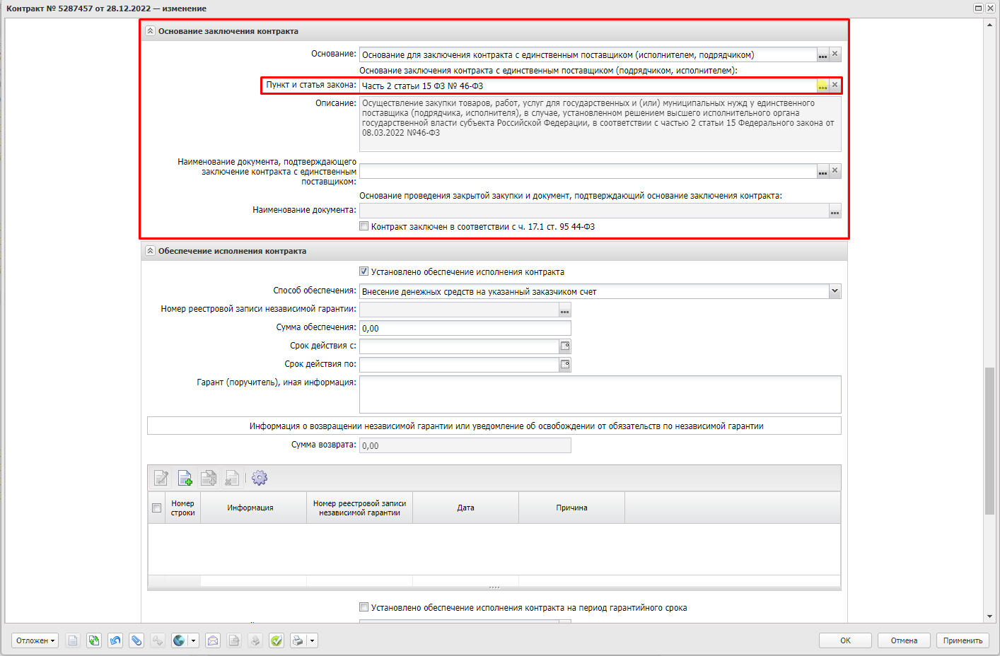 Контракт № 5287457 от 28.12.2022 — изменение
Основание заключения контракта
Основание: Основание для заключения контракта с единственным поставщиком (исполнителем, подрядчиком)
Основание заключения контракта с единственным поставщиком (подрядчиком, исполнителем):
Пункт и статья закона: Часть 2 статьи 15 ФЗ № 46-ФЗ
Описание: Осуществление закупки товаров, работ, услуг для государственных и (или) муниципальных нужд у единственного
поставщика (подрядчика, исполнителя), в случае, установленном решением высшего исполнительного органа
государственной власти субъекта Российской Федерации, в соответствии с частью 2 статьи 15 Федерального закона от
08.03.2022 №46-ФЗ
Наименование документа, подтверждающего
заключение контракта с единственным
поставщиком:
Основание проведения закрытой закупки и документ, подтверждающий основание заключения контракта:
Наименование документа:
Контракт заключен в соответствии с ч. 17.1 ст. 95 44-ФЗ
Обеспечение исполнения контракта
Установлено обеспечение исполнения контракта
Способ обеспечения: Внесение денежных средств на указанный заказчиком счет
Номер реестровой записи независимой гарантии:
Сумма обеспечения: 0,00
Срок действия с:
Срок действия по:
Гарант (поручитель), иная информация:
Информация о возвращении независимой гарантии или уведомление об освобождении от обязательств по независимой гарантии
Сумма возврата: 0,00
Номер строки Информация Номер реестровой записи независимой гарантии Дата Причина
Установлено обеспечение исполнения контракта на период гарантийного срока
Отложен ОК Отмена Применить